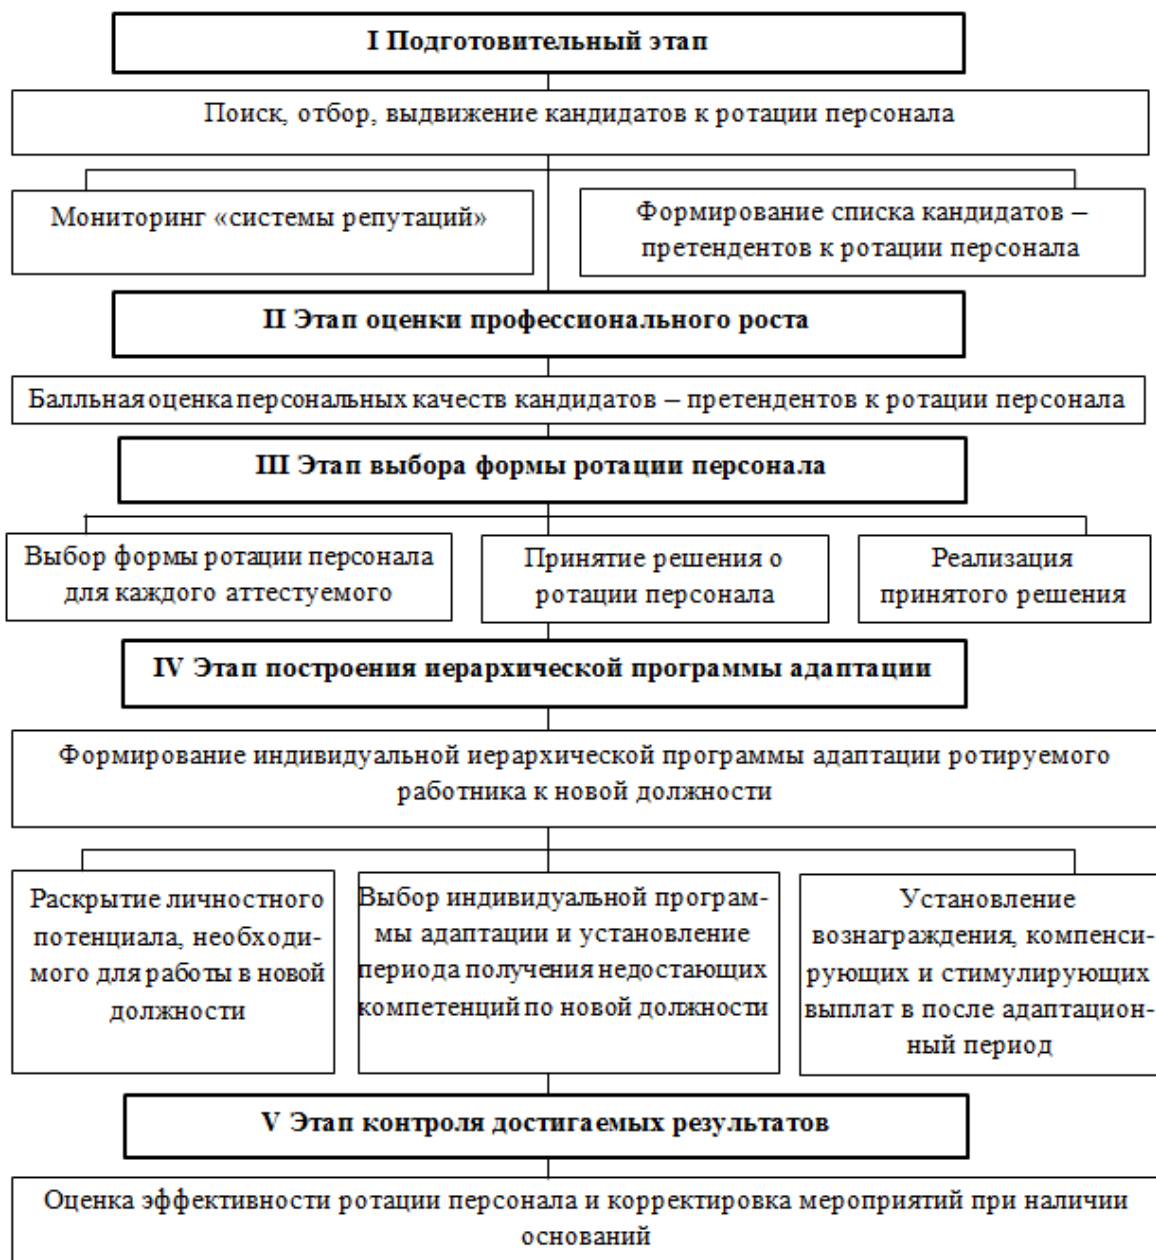 I Подготовительный этап
Поиск, отбор, выдвижение кандидатов к ротации персонала
Мониторинг «системы репутаций»
Формирование списка кандидатов –
претендентов к ротации персонала
II Этап оценки профессионального роста
Балльная оценка персональных качеств кандидатов – претендентов к ротации персонала
III Этап выбора формы ротации персонала
Выбор формы ротации персонала
для каждого аттестуемого
Принятие решения о
ротации персонала
Реализация
принятого решения
IV Этап построения иерархической программы адаптации
Формирование индивидуальной иерархической программы адаптации ротируемого
работника к новой должности
Раскрытие личностного
потенциала, необходи-
мого для работы в новой
должности
Выбор индивидуальной програм-
мы адаптации и установление
периода получения недостающих
компетенций по новой должности
Установление
вознаграждения, компенси-
рующих и стимулирующих
выплат в после адаптацион-
ный период
V Этап контроля достигаемых результатов
Оценка эффективности ротации персонала и корректировка мероприятий при наличии
оснований